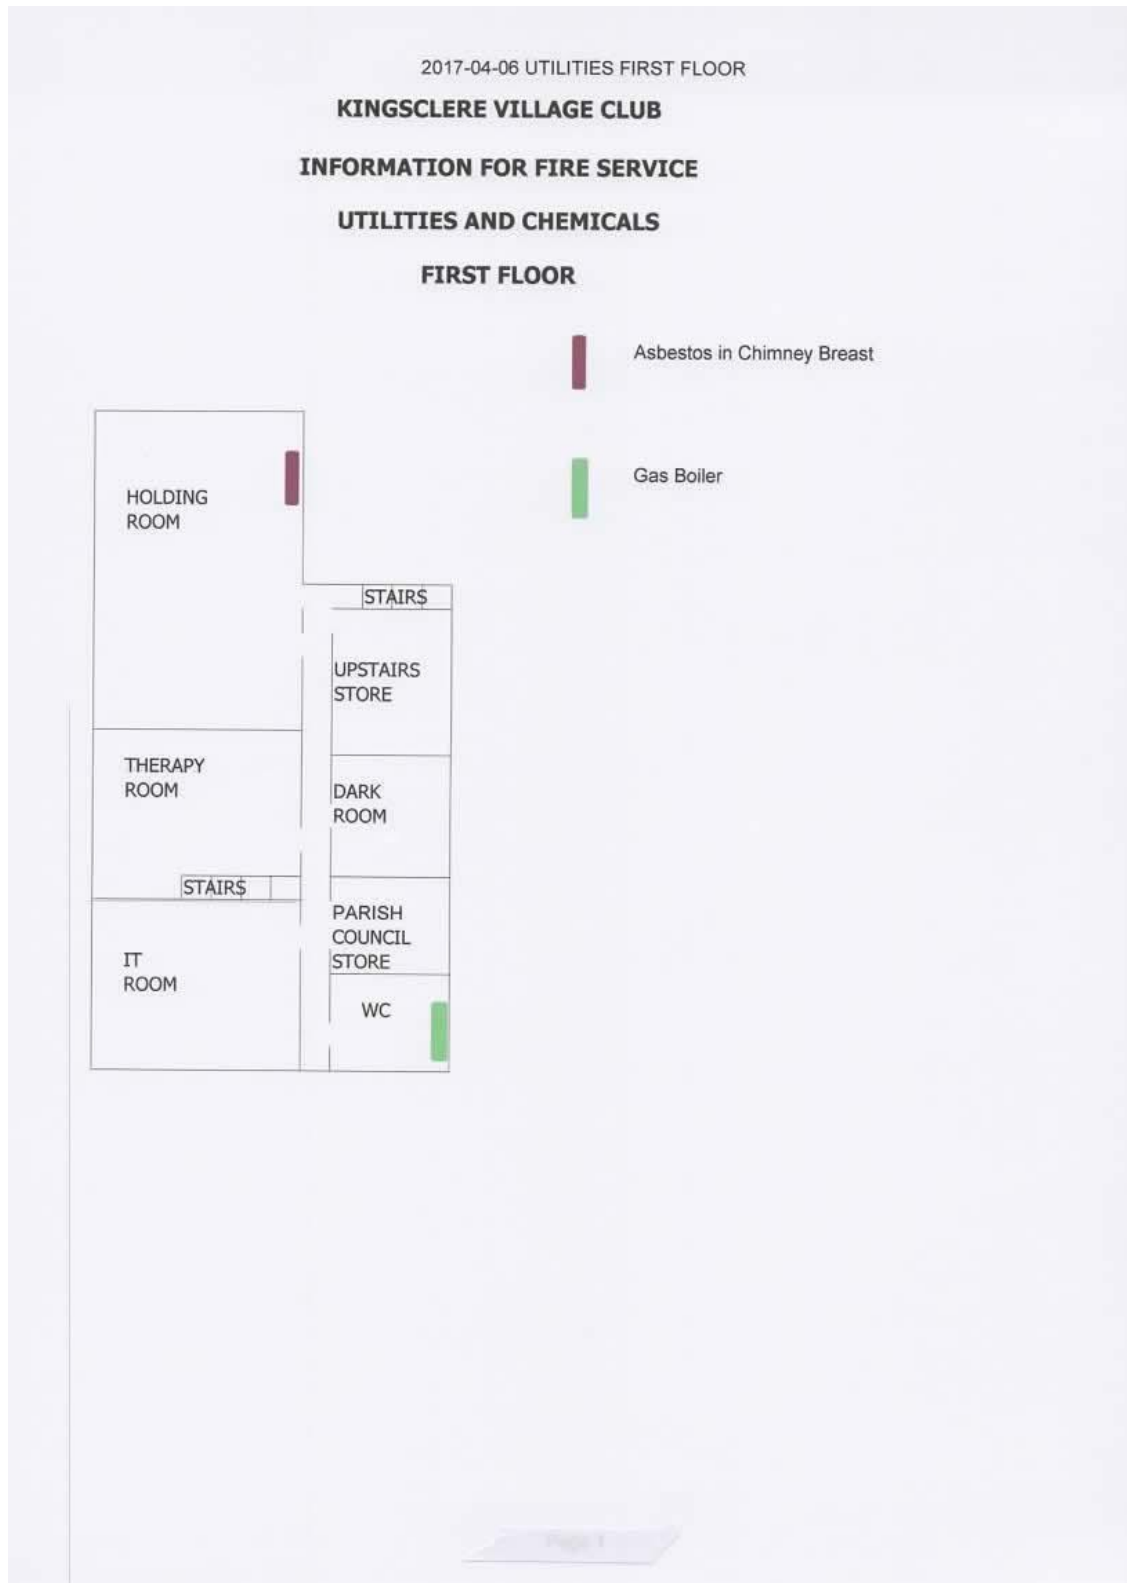 2017-04-06 UTILITIES FIRST FLOOR
KINGSCLERE VILLAGE CLUB
INFORMATION FOR FIRE SERVICE
UTILITIES AND CHEMICALS
FIRST FLOOR
Asbestos in Chimney Breast
Gas Boiler
HOLDING
ROOM
STAIRS
UPSTAIRS
STORE
THERAPY
ROOM
DARK
ROOM
STAIRS
PARISH
COUNCIL
STORE
IT
ROOM
WC
Page 1